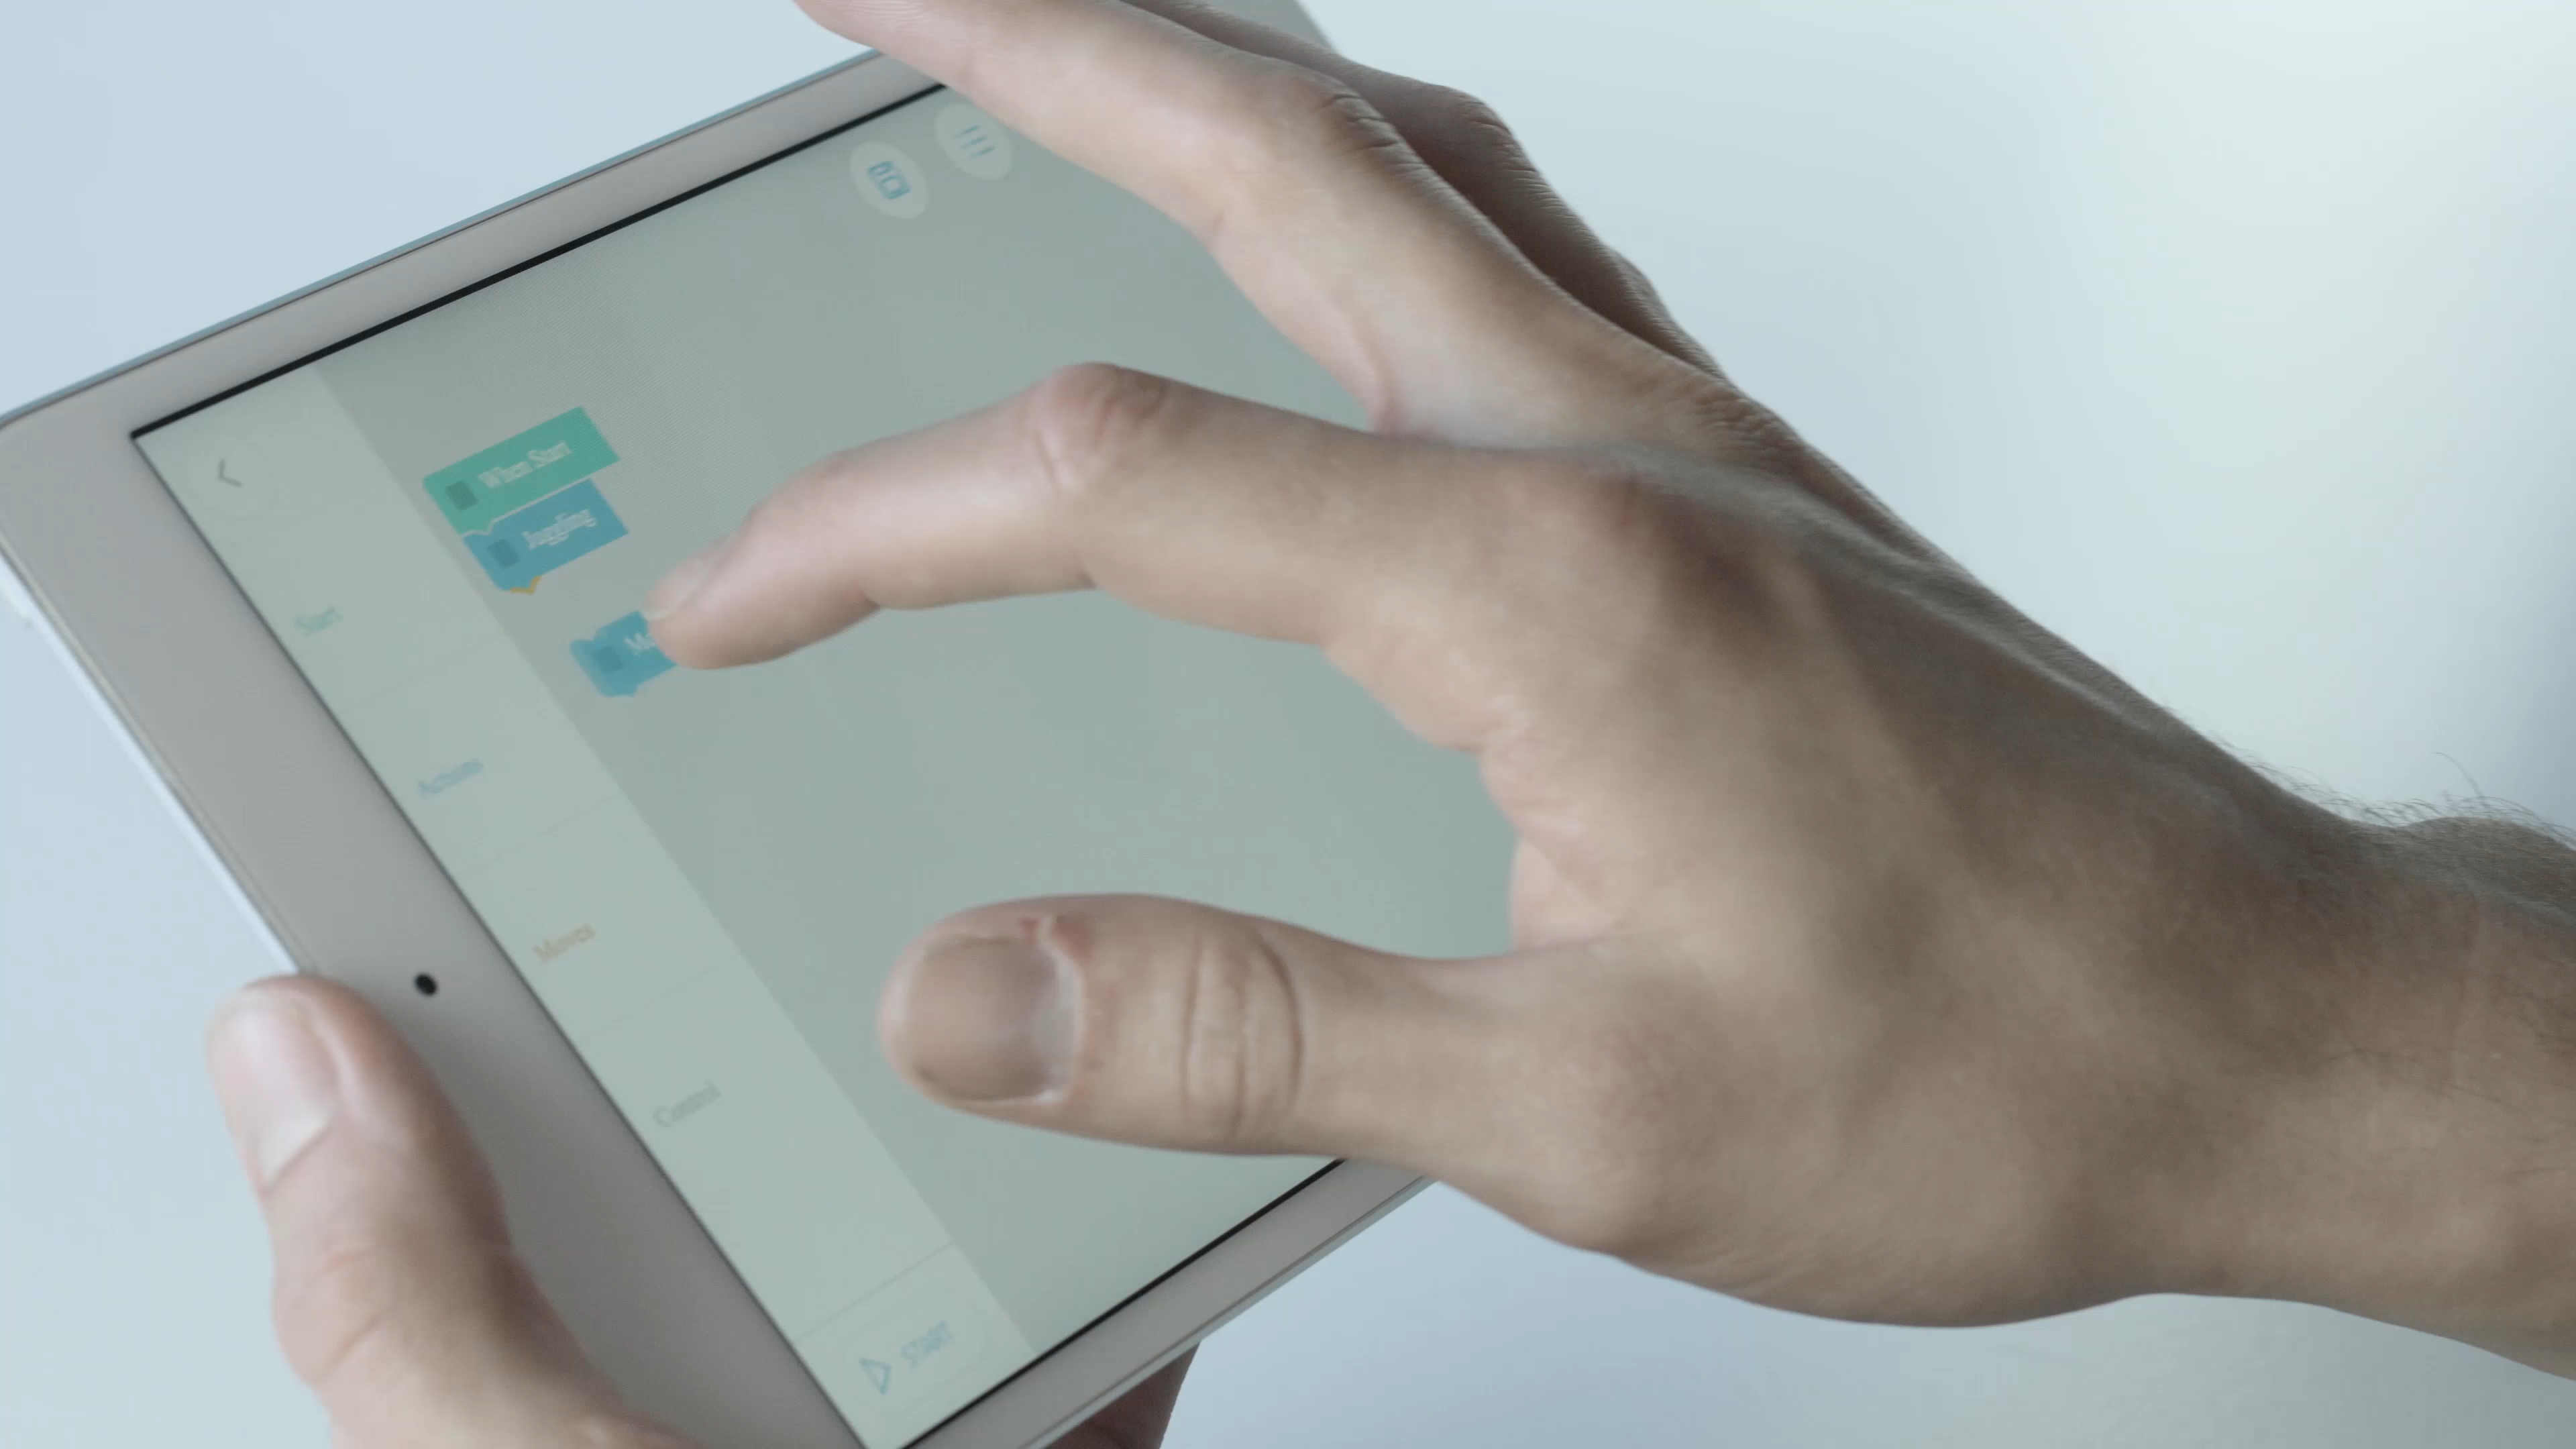 When Start
Juggling
Start
Actions
Moves
Control
START